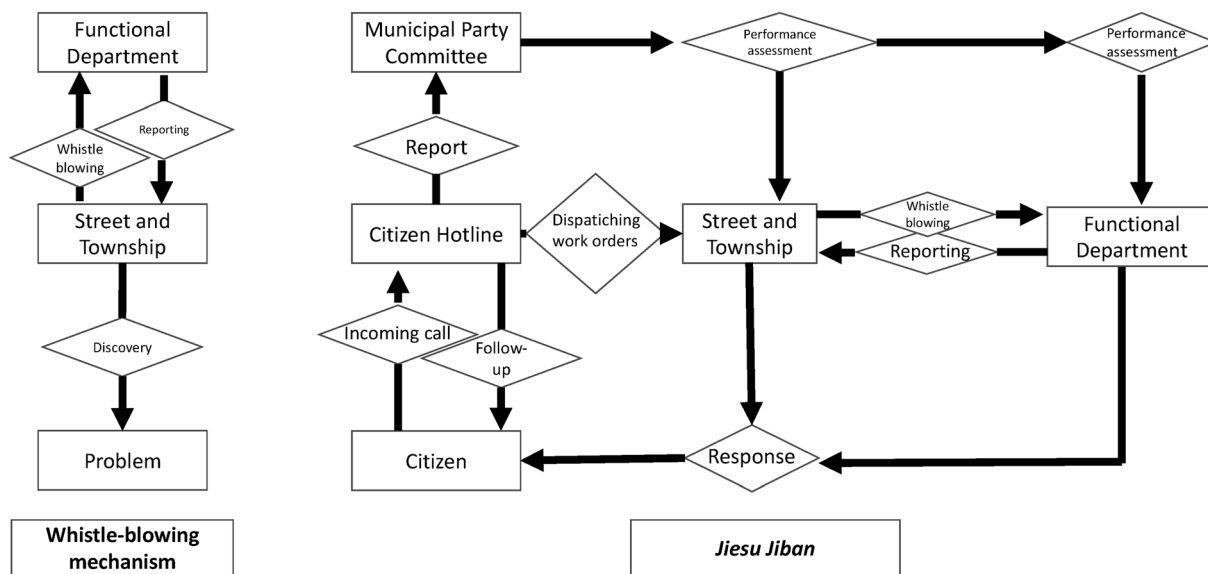 Functional
Department
Whistle
blowing
Reporting
Street and
Township
Discovery
Problem
Whistle-blowing
mechanism
Municipal Party
Committee
Performance
assessment
Performance
assessment
Report
Citizen Hotline
Dispatiching
work orders
Street and
Township
Whistle
blowing
Reporting
Functional
Department
Incoming call
Follow-
up
Citizen
Response
Jiesu Jiban